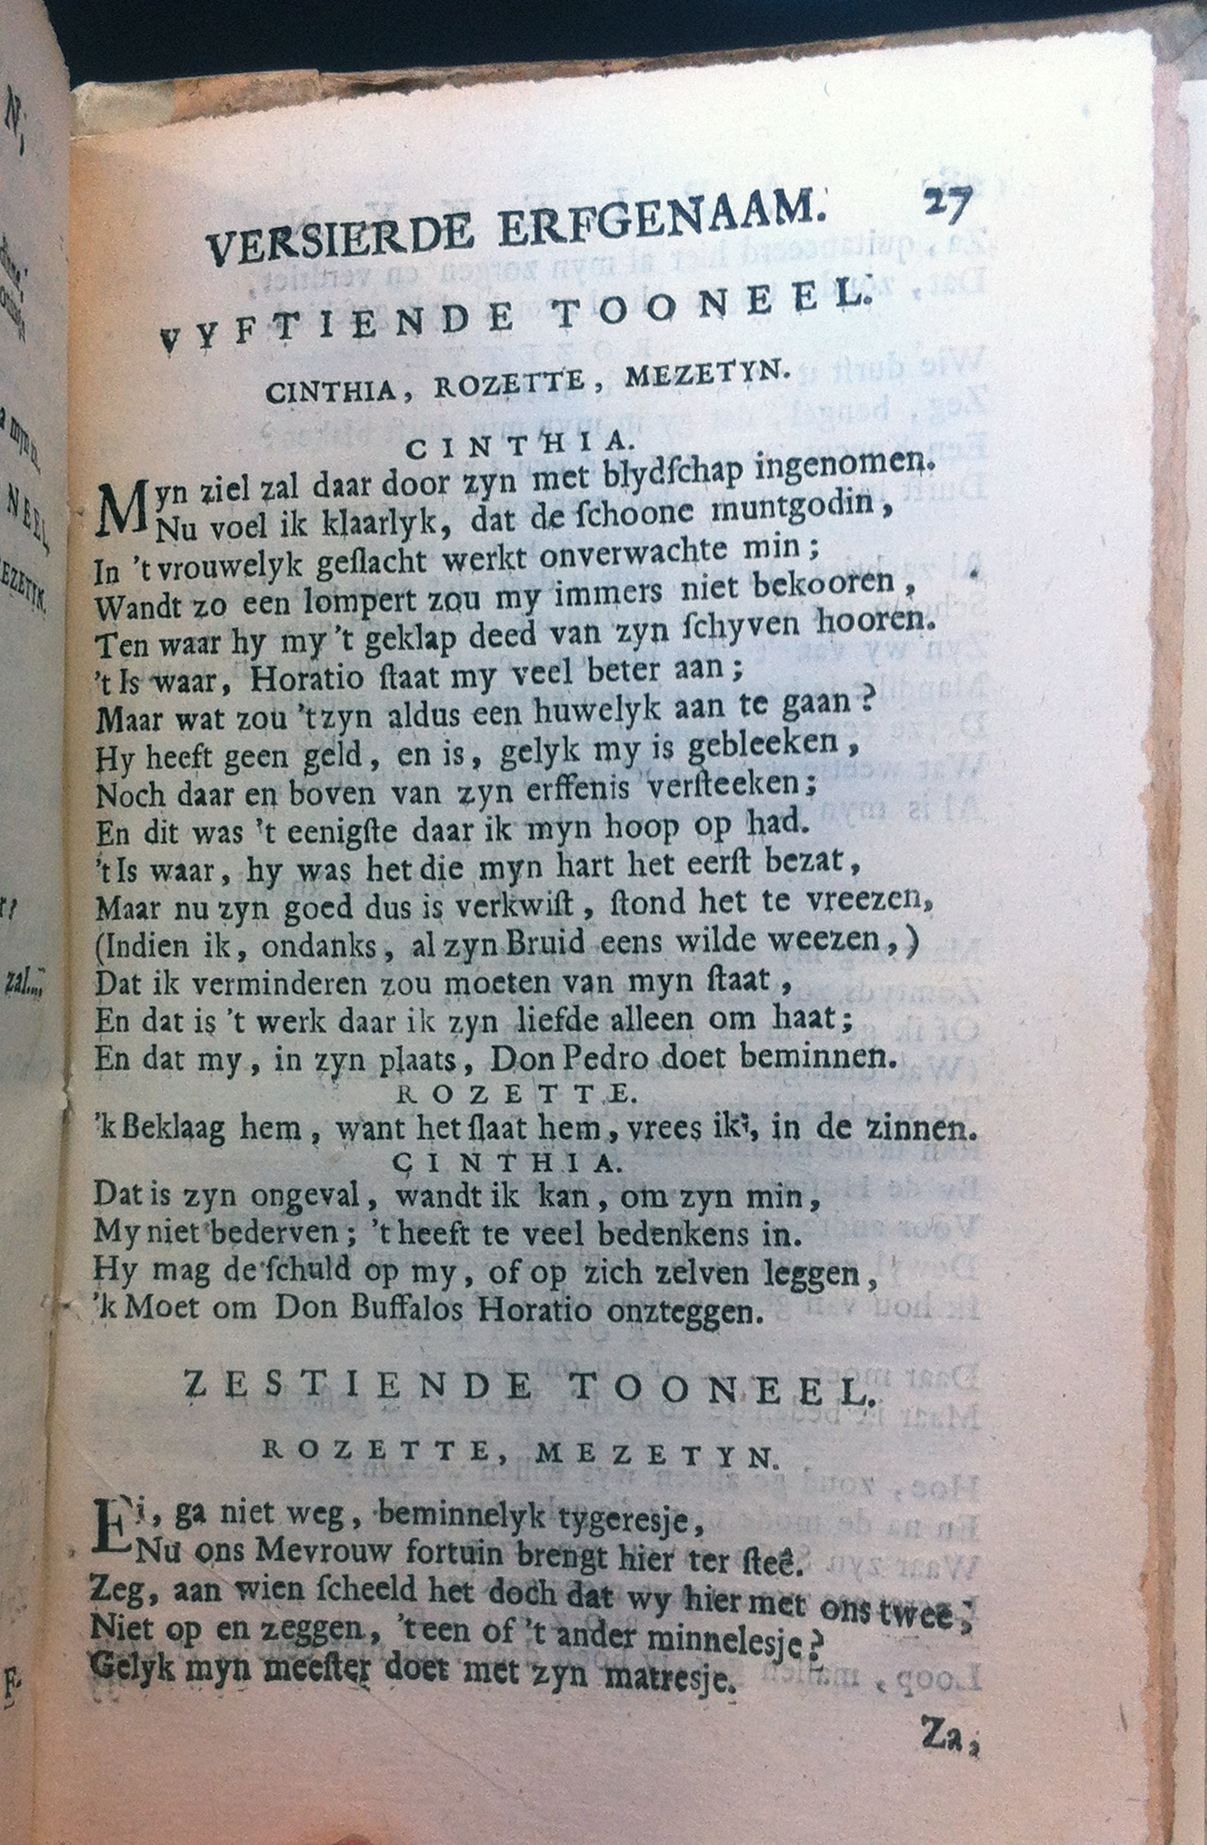 VERSIERDE ERFGENAAM. 27
VYFTIENDE TOONEEL.
CINTHIA, ROZETTE, MEZETYN.
CINTHIA.
Myn ziel zal daar door zyn met blydſchap ingenomen.
Nu voel ik klaarlyk, dat de ſchoone muntgodin,
In 't vrouwelyk geſlacht werkt onverwachte min;
Wandt zo een lompert zou my immers niet bekooren,
Ten waar hy my 't geklap deed van zyn ſchyven hooren.
't Is waar, Horatio ſtaat my veel beter aan;
Maar wat zou 't zyn aldus een huwelyk aan te gaan?
Hy heeft geen geld, en is, gelyk my is gebleeken,
Noch daar en boven van zyn erffenis verſteeken;
En dit was 't eenigſte daar ik myn hoop op had.
't Is waar, hy was het die myn hart het eerſt bezat,
Maar nu zyn goed dus is verkwiſt, ſtond het te vreezen,
(Indien ik, ondanks, al zyn Bruid eens wilde weezen,)
Dat ik verminderen zou moeten van myn ſtaat,
En dat is 't werk daar ik zyn liefde alleen om haat;
En dat my, in zyn plaats, Don Pedro doet beminnen.
ROZETTE.
'k Beklaag hem, want het ſlaat hem, vrees ik, in de zinnen.
CINTHIA.
Dat is zyn ongeval, wandt ik kan, om zyn min,
My niet bederven; 't heeft te veel bedenkens in.
Hy mag de ſchuld op my, of op zich zelven leggen,
'k Moet om Don Buffalos Horatio onzteggen.
ZESTIENDE TOONEEL.
ROZETTE, MEZETYN.
Ei, ga niet weg, beminnelyk tygeresje,
Nu ons Mevrouw fortuin brengt hier ter ſteê.
Zeg, aan wien ſcheeld het doch dat wy hier met ons twee,
Niet op en zeggen, 't een of 't ander minnelesje?
Gelyk myn meeſter doet met zyn matresje.
Za,